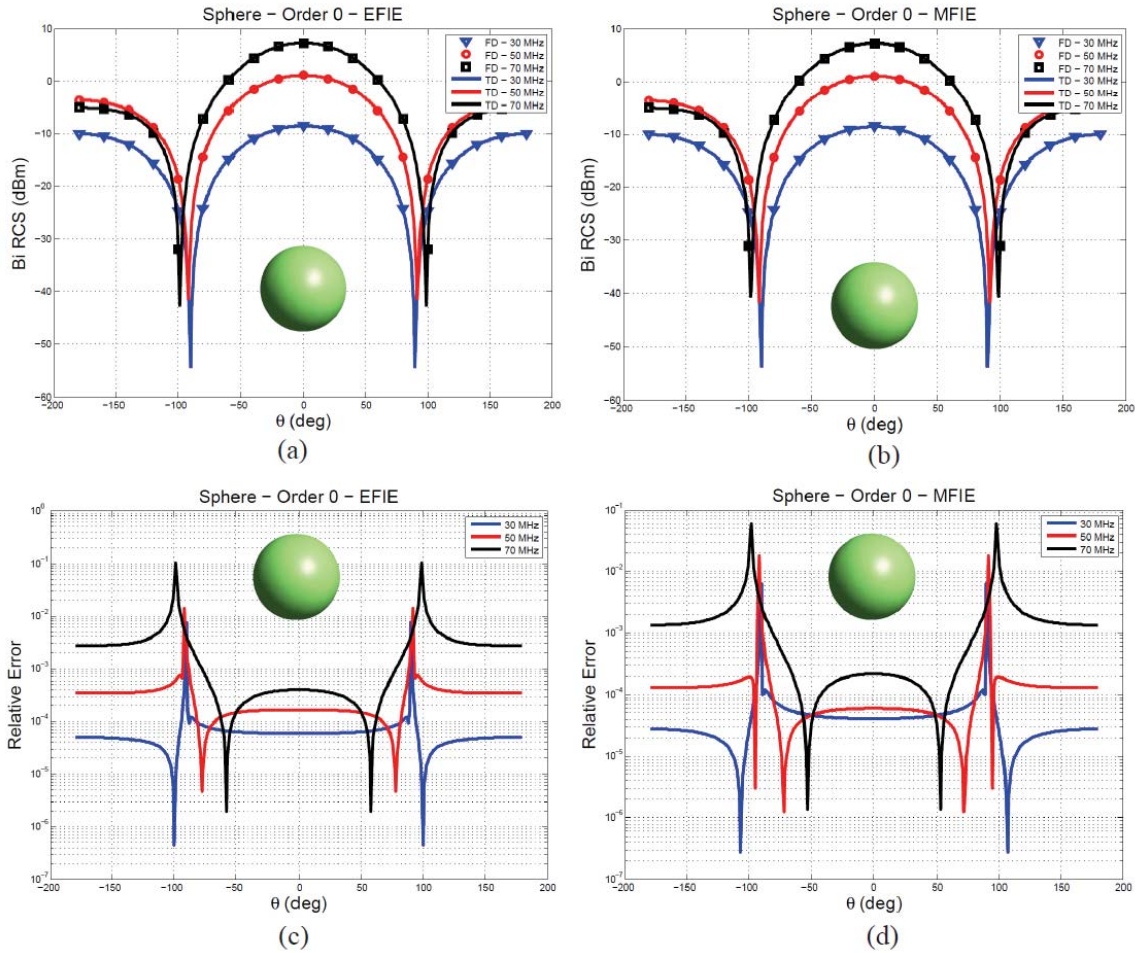 Sphere – Order 0 – EFIE
Bi RCS (dBm)
10
0
−10
−20
−30
−40
−50
−60
FD – 30 MHz
FD – 50 MHz
FD – 70 MHz
TD – 30 MHz
TD – 50 MHz
TD – 70 MHz
−200 −150 −100 −50 0 50 100 150 200
θ (deg)
(a)
Sphere – Order 0 – MFIE
Bi RCS (dBm)
10
0
−10
−20
−30
−40
−50
−60
FD – 30 MHz
FD – 50 MHz
FD – 70 MHz
TD – 30 MHz
TD – 50 MHz
TD – 70 MHz
−200 −150 −100 −50 0 50 100 150 200
θ (deg)
(b)
Sphere – Order 0 – EFIE
Relative Error
10⁰
10⁻¹
10⁻²
10⁻³
10⁻⁴
10⁻⁵
10⁻⁶
10⁻⁷
30 MHz
50 MHz
70 MHz
−200 −150 −100 −50 0 50 100 150 200
θ (deg)
(c)
Sphere – Order 0 – MFIE
Relative Error
10⁻¹
10⁻²
10⁻³
10⁻⁴
10⁻⁵
10⁻⁶
10⁻⁷
30 MHz
50 MHz
70 MHz
−200 −150 −100 −50 0 50 100 150 200
θ (deg)
(d)